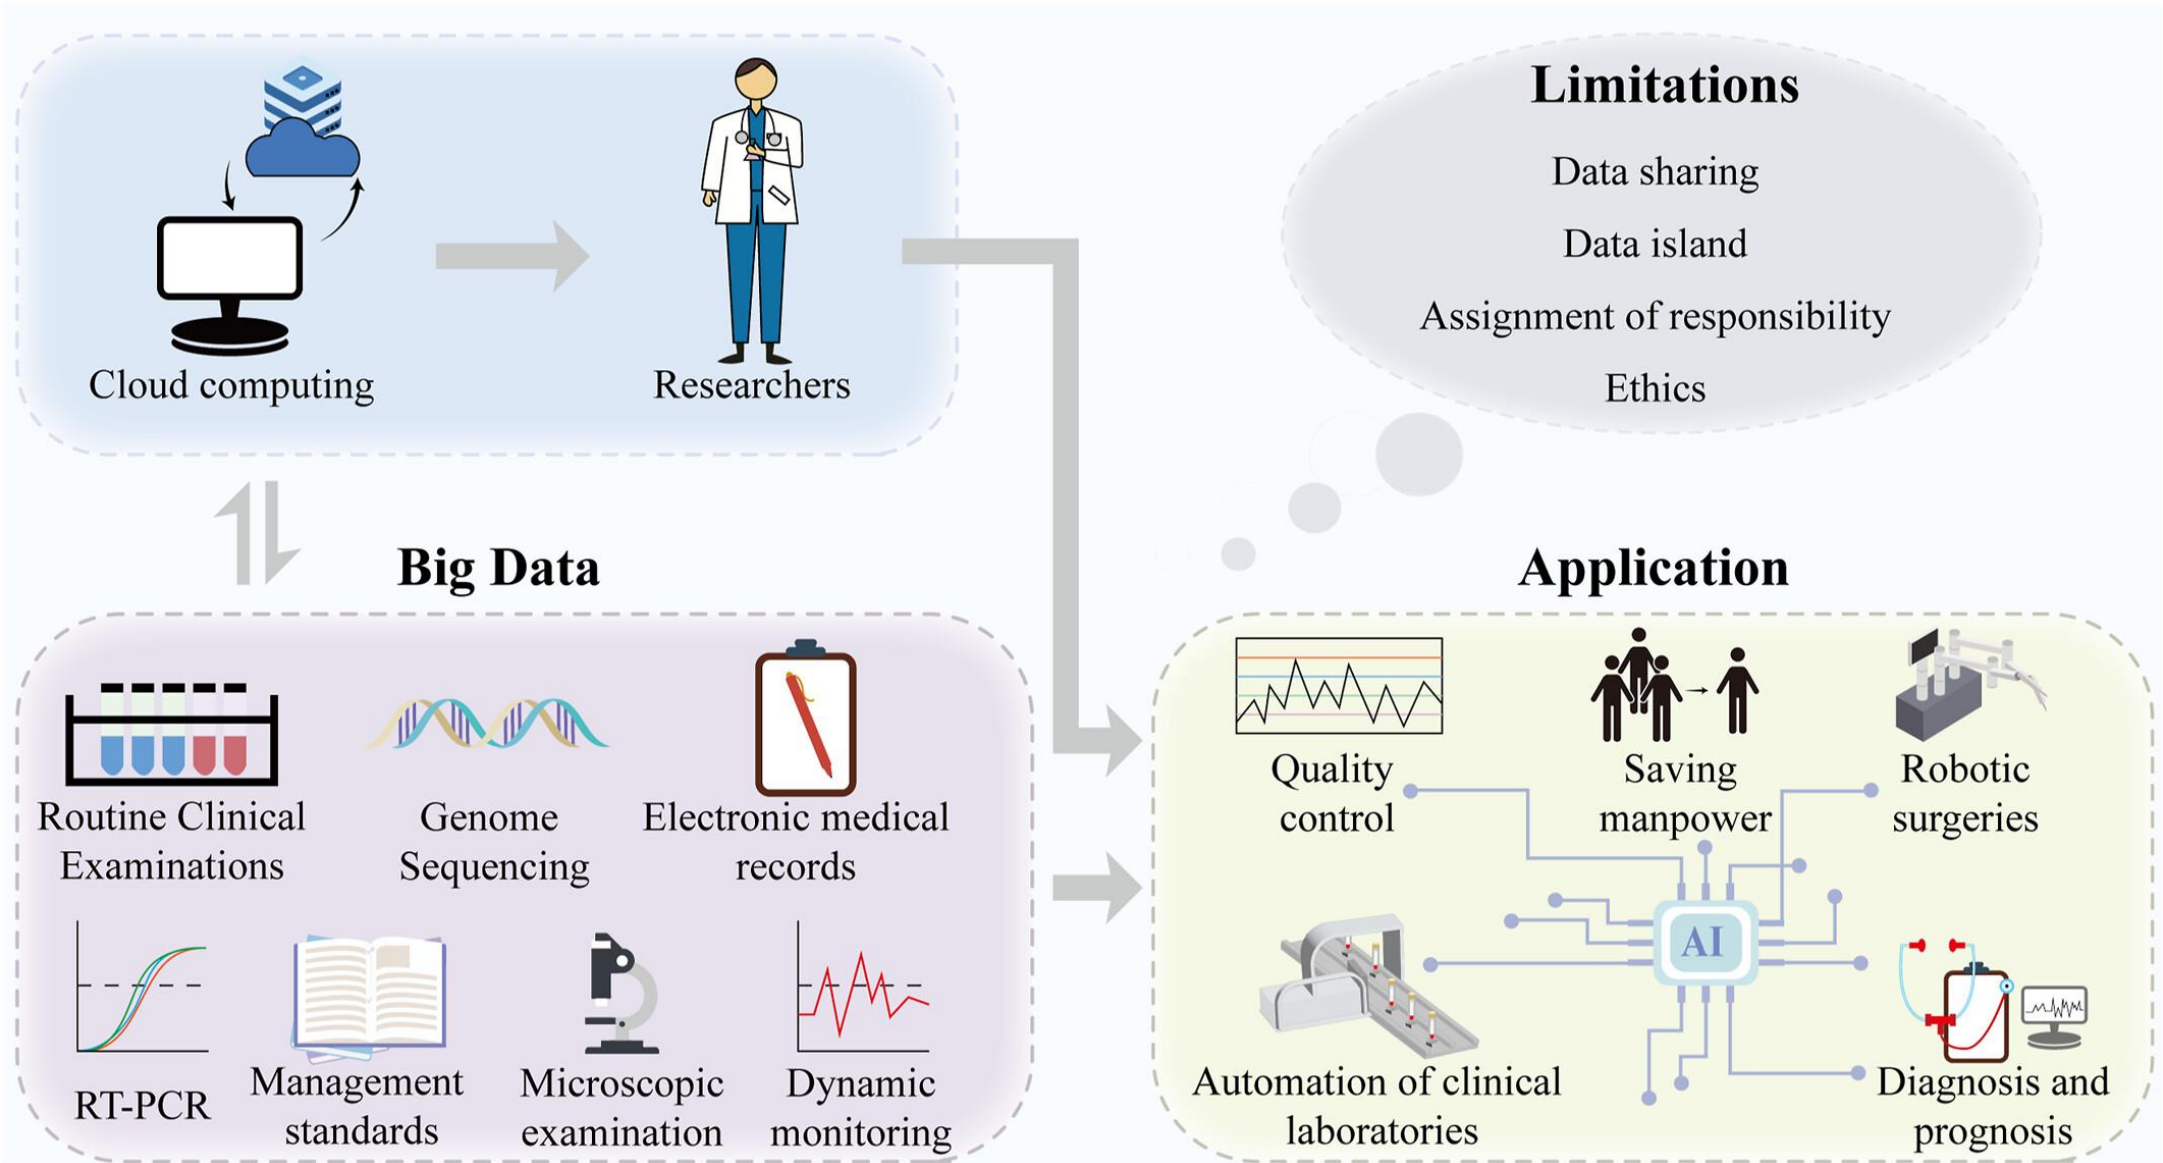 Cloud computing
Researchers
Limitations
Data sharing
Data island
Assignment of responsibility
Ethics
Big Data
Routine Clinical
Examinations
Genome
Sequencing
Electronic medical
records
RT-PCR
Management
standards
Microscopic
examination
Dynamic
monitoring
Application
Quality
control
Saving
manpower
Robotic
surgeries
AI
Automation of clinical
laboratories
Diagnosis and
prognosis